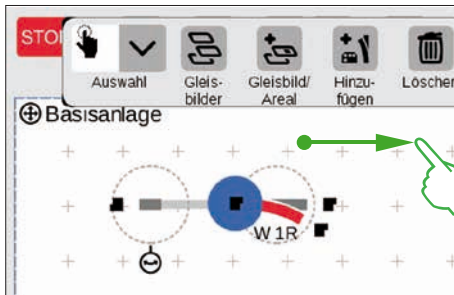 STO
Auswahl
Gleis-
bilder
Gleisbild/
Areal
Hinzu-
fügen
Löschen
Basisanlage
W 1R